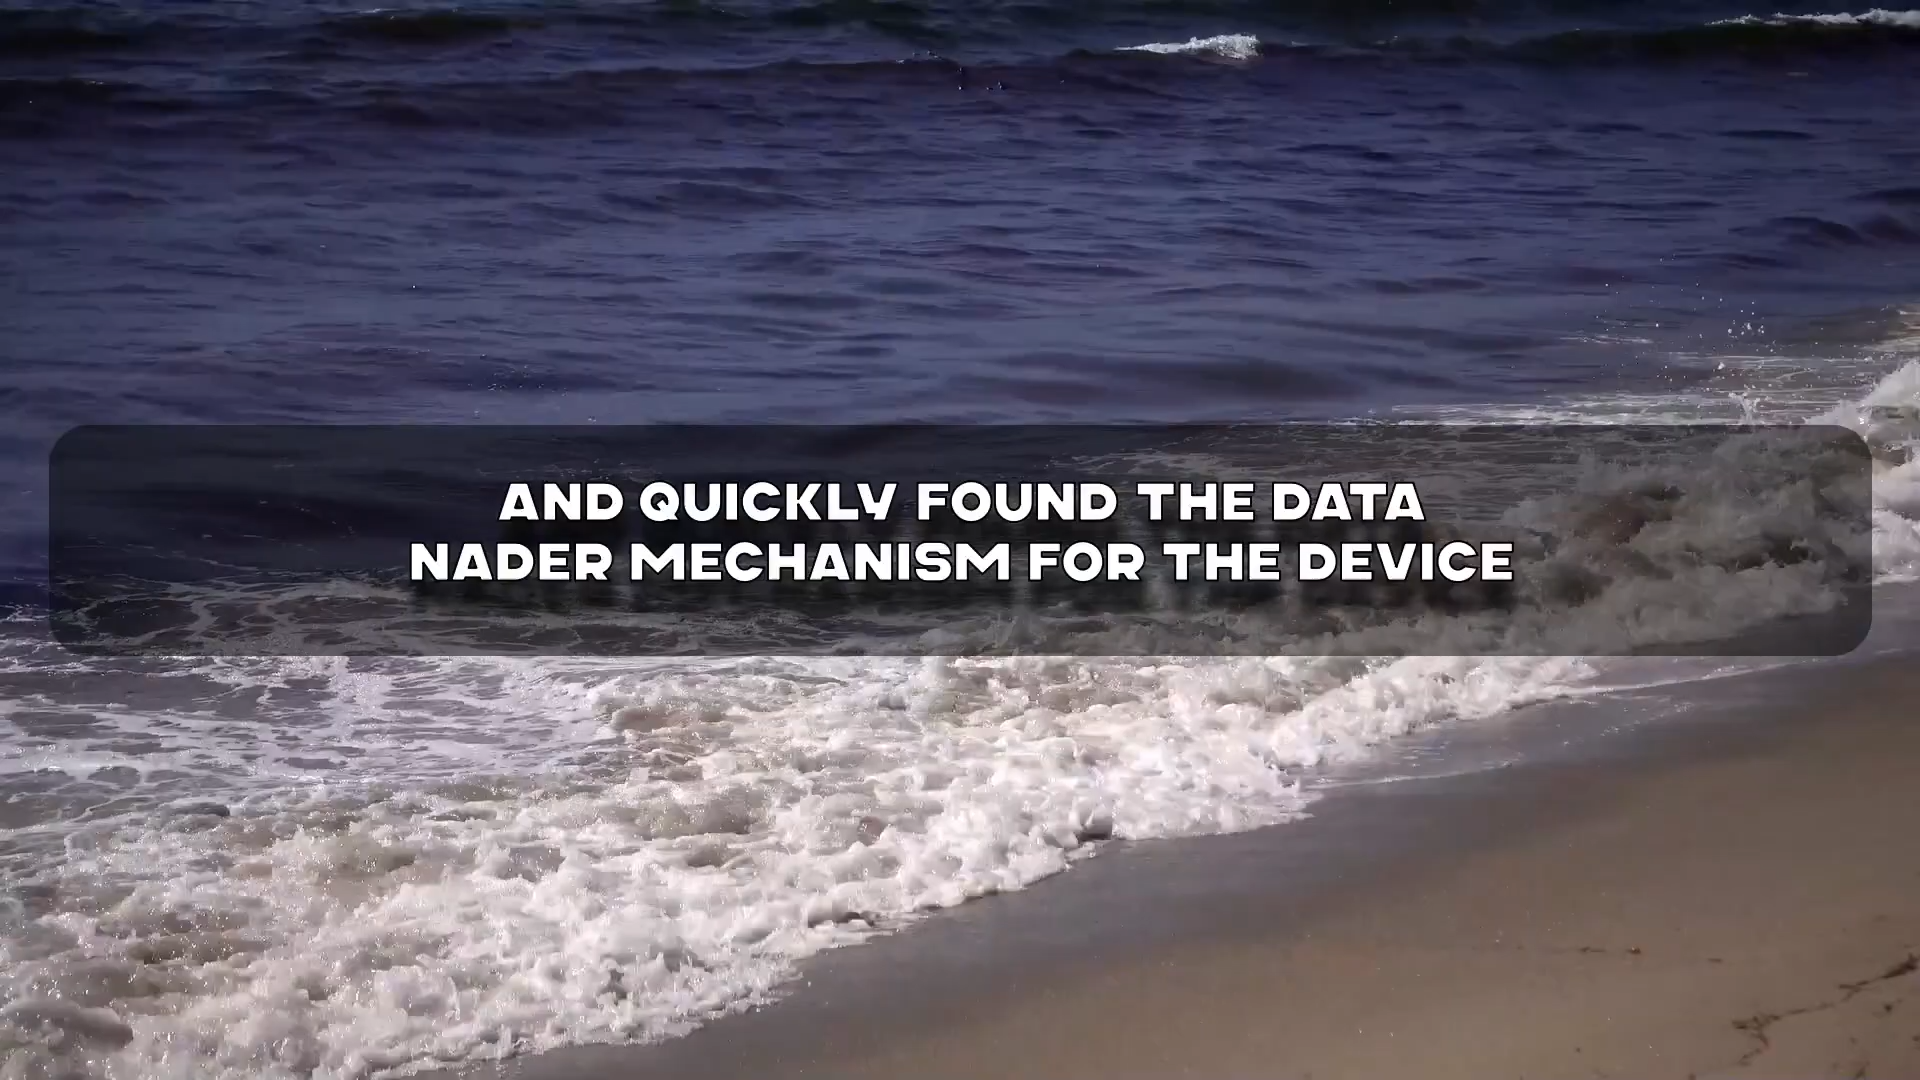 AND QUICKLY FOUND THE DATA
NADER MECHANISM FOR THE DEVICE